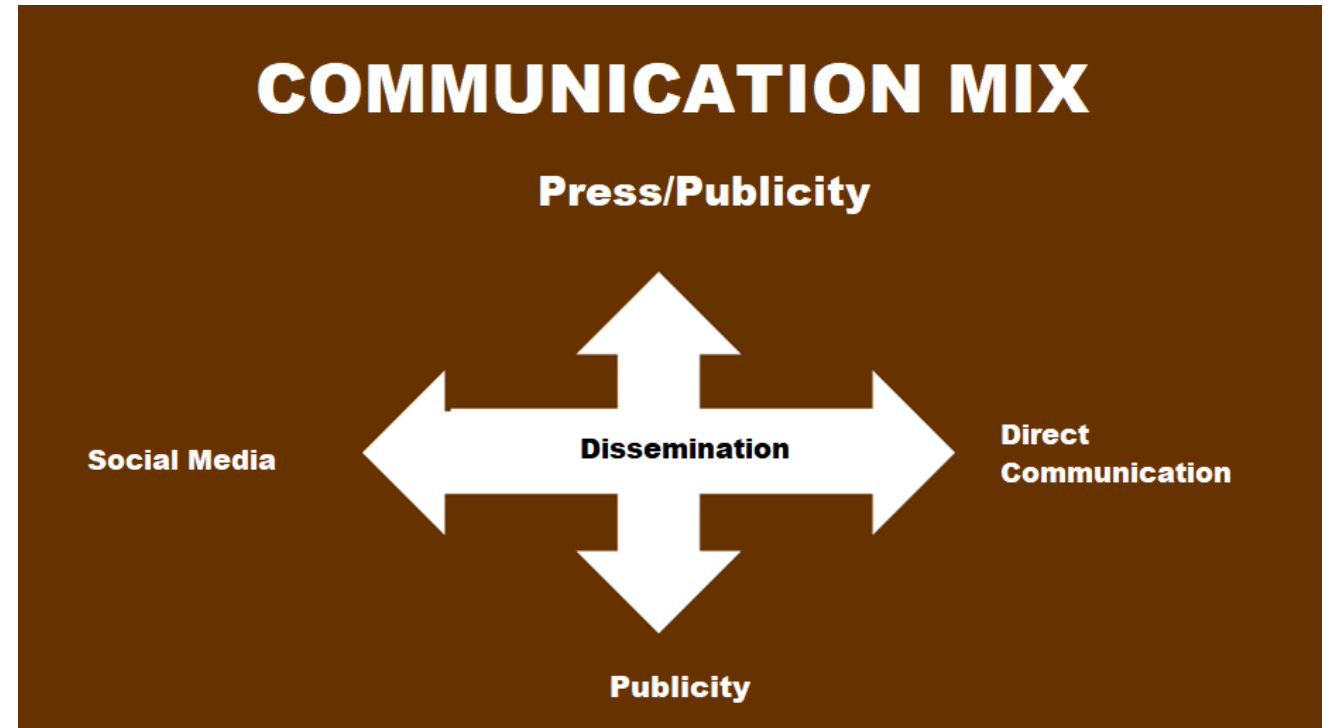 COMMUNICATION MIX
Press/Publicity
Dissemination
Social Media
Direct
Communication
Publicity